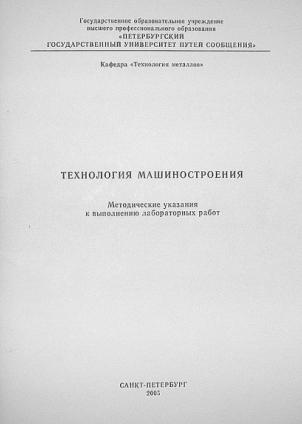 Государственное образовательное учреждение
высшего профессионального образования
«ПЕТЕРБУРГСКИЙ
ГОСУДАРСТВЕННЫЙ УНИВЕРСИТЕТ ПУТЕЙ СООБЩЕНИЯ»
Кафедра «Технология металлов»
ТЕХНОЛОГИЯ МАШИНОСТРОЕНИЯ
Методические указания
к выполнению лабораторных работ
САНКТ-ПЕТЕРБУРГ
2005